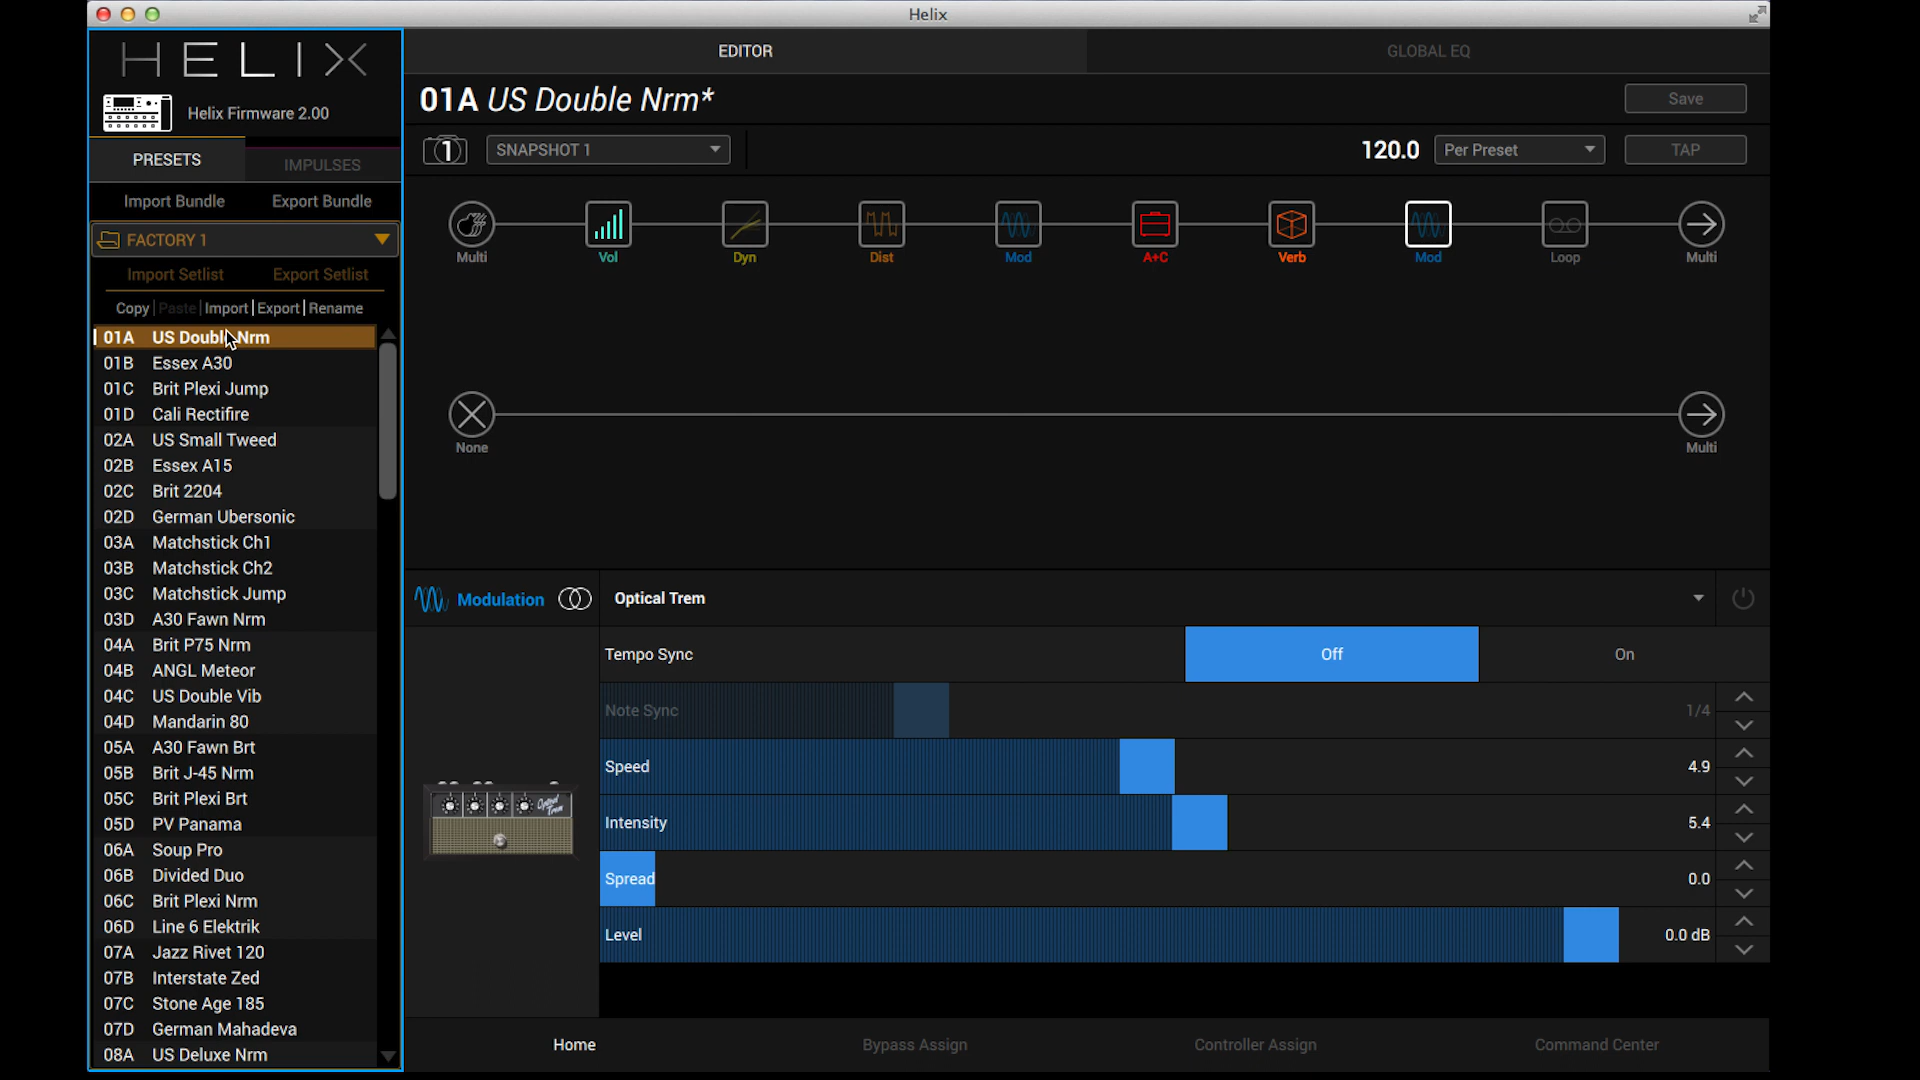 Helix
HELIX
Helix Firmware 2.00
PRESETS
IMPULSES
Import Bundle
Export Bundle
FACTORY 1
Import Setlist
Export Setlist
Copy | Paste | Import | Export | Rename
01A US Double Nrm
01B Essex A30
01C Brit Plexi Jump
01D Cali Rectifire
02A US Small Tweed
02B Essex A15
02C Brit 2204
02D German Ubersonic
03A Matchstick Ch1
03B Matchstick Ch2
03C Matchstick Jump
03D A30 Fawn Nrm
04A Brit P75 Nrm
04B ANGL Meteor
04C US Double Vib
04D Mandarin 80
05A A30 Fawn Brt
05B Brit J-45 Nrm
05C Brit Plexi Brt
05D PV Panama
06A Soup Pro
06B Divided Duo
06C Brit Plexi Nrm
06D Line 6 Elektrik
07A Jazz Rivet 120
07B Interstate Zed
07C Stone Age 185
07D German Mahadeva
08A US Deluxe Nrm
EDITOR
GLOBAL EQ
01A US Double Nrm*
Save
1
SNAPSHOT 1
120.0
Per Preset
TAP
Multi
Vol
Dyn
Dist
Mod
A+C
Verb
Mod
Loop
Multi
None
Multi
Modulation
Optical Trem
Optical Trem
Tempo Sync
Off
On
Note Sync
1/4
Speed
4.9
Intensity
5.4
Spread
0.0
Level
0.0 dB
Home
Bypass Assign
Controller Assign
Command Center